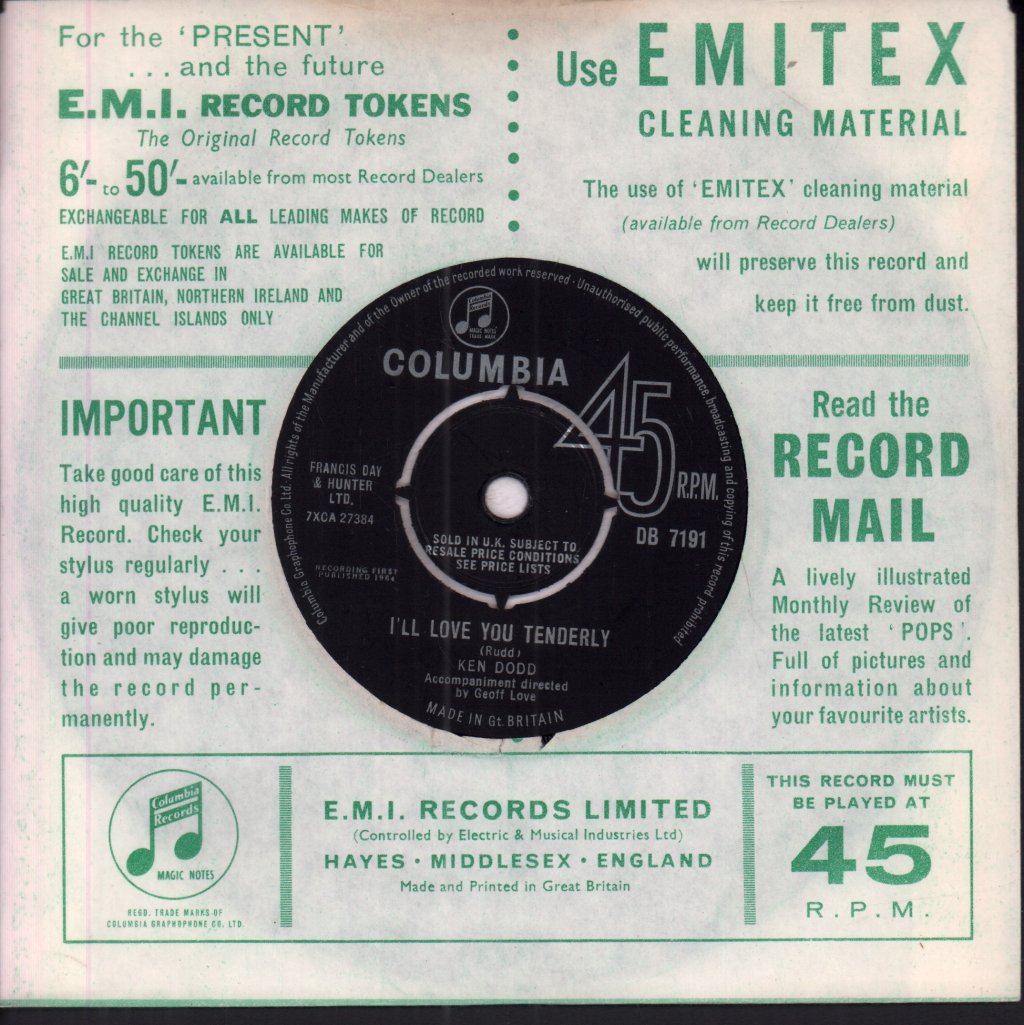 For the 'PRESENT'
...and the future
E.M.I. RECORD TOKENS
The Original Record Tokens
6/- to 50/- available from most Record Dealers
EXCHANGEABLE FOR ALL LEADING MAKES OF RECORD
E.M.I RECORD TOKENS ARE AVAILABLE FOR
SALE AND EXCHANGE IN
GREAT BRITAIN, NORTHERN IRELAND AND
THE CHANNEL ISLANDS ONLY
Use EMITEX
CLEANING MATERIAL
The use of 'EMITEX' cleaning material
(available from Record Dealers)
will preserve this record and
keep it free from dust.
IMPORTANT
Take good care of this
high quality E.M.I.
Record. Check your
stylus regularly ...
a worn stylus will
give poor reproduc-
tion and may damage
the record per-
manently.
Columbia Graphophone Co. Ltd. All rights of the Manufacturer and of the Owner of the recorded work reserved · Unauthorised public performance, broadcasting and copying of this record prohibited
Columbia
Records
MAGIC NOTES
TRADE MARK
COLUMBIA
45
R.P.M.
FRANCIS DAY
& HUNTER
LTD.
7XCA 27384
DB 7191
SOLD IN U.K. SUBJECT TO
RESALE PRICE CONDITIONS
SEE PRICE LISTS
RECORDING FIRST
PUBLISHED 1964
I'LL LOVE YOU TENDERLY
(Rudd)
KEN DODD
Accompaniment directed
by Geoff Love
MADE IN Gt. BRITAIN
Read the
RECORD
MAIL
A lively illustrated
Monthly Review of
the latest 'POPS'.
Full of pictures and
information about
your favourite artists.
Columbia
Records
MAGIC NOTES
REGD. TRADE MARKS OF
COLUMBIA GRAPHOPHONE CO. LTD.
E.M.I. RECORDS LIMITED
(Controlled by Electric & Musical Industries Ltd)
HAYES · MIDDLESEX · ENGLAND
Made and Printed in Great Britain
THIS RECORD MUST
BE PLAYED AT
45
R.P.M.